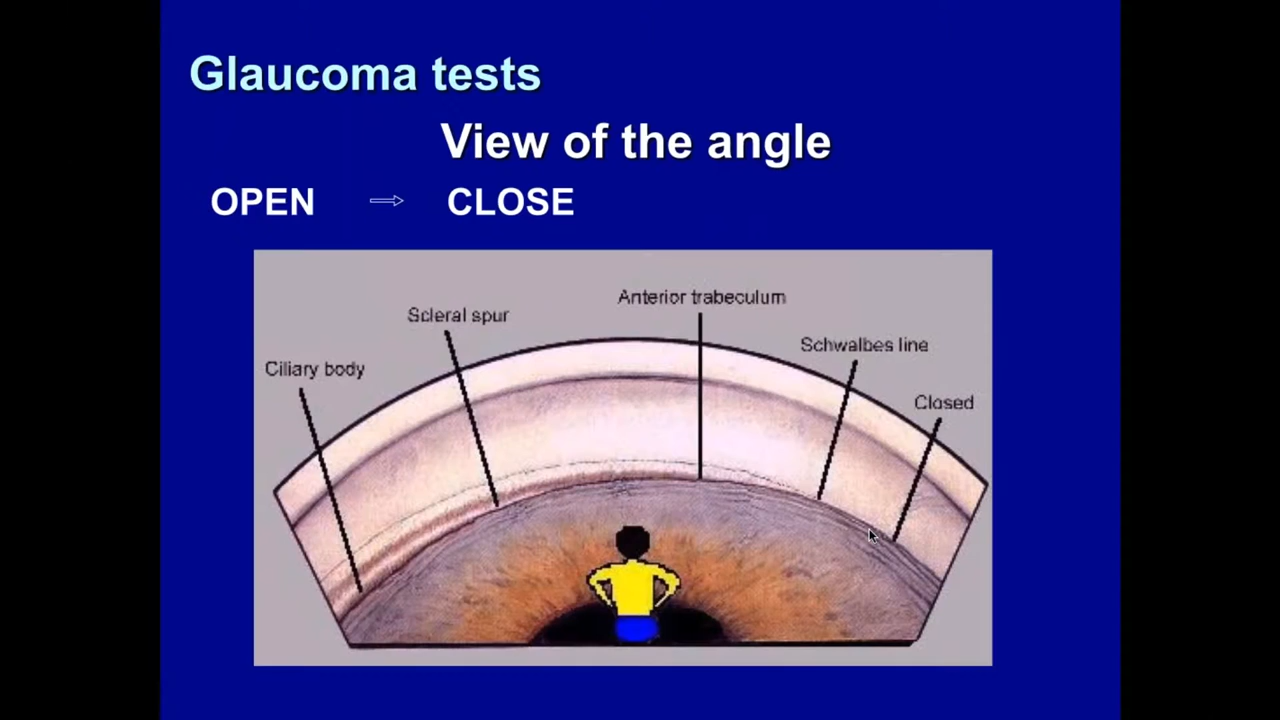 Glaucoma tests
View of the angle
OPEN ⇒ CLOSE
Anterior trabeculum
Scleral spur
Schwalbes line
Ciliary body
Closed